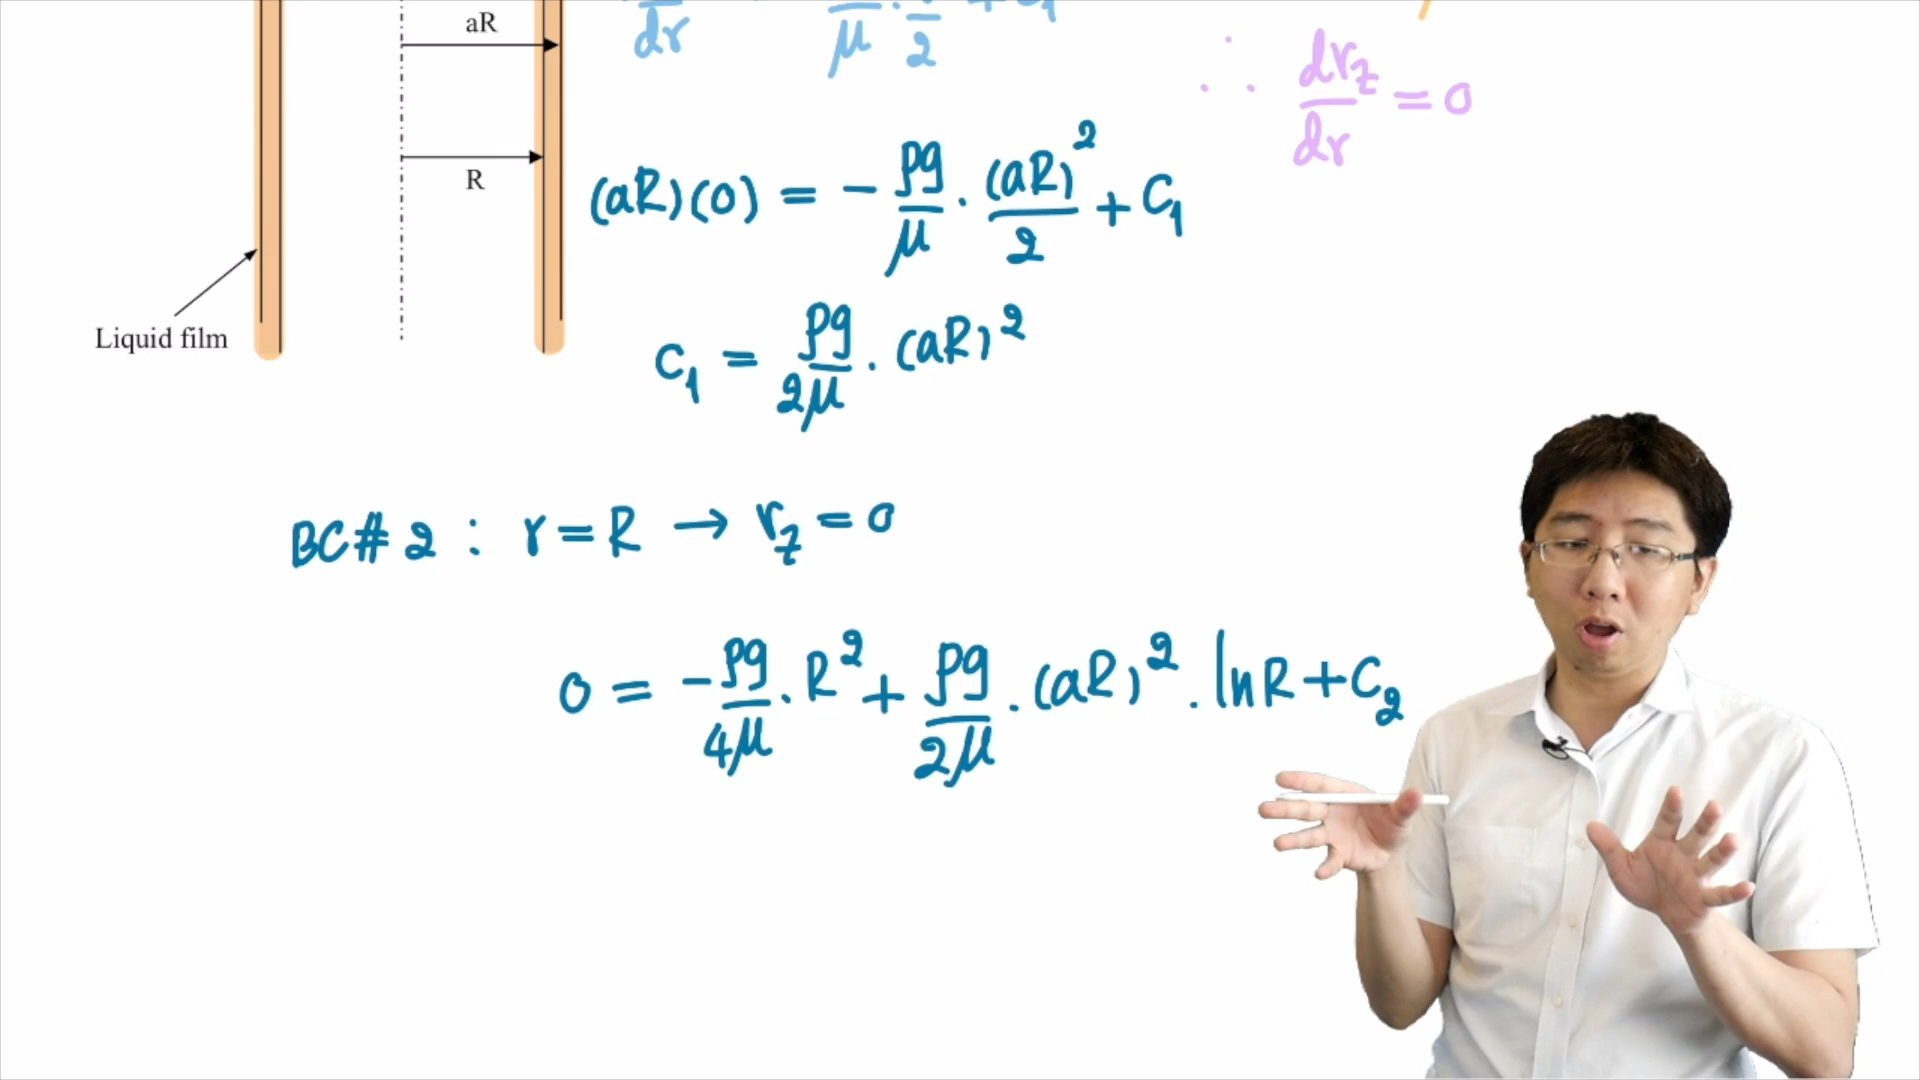 aR
R
Liquid film
dr μ 2
∴ dv_z/dr = 0
(aR)(0) = - ρg/μ · (aR)²/2 + C₁
C₁ = ρg/2μ · (aR)²
BC# 2 : r = R → v_z = 0
0 = -ρg/4μ · R² + ρg/2μ · (aR)² · lnR + C₂